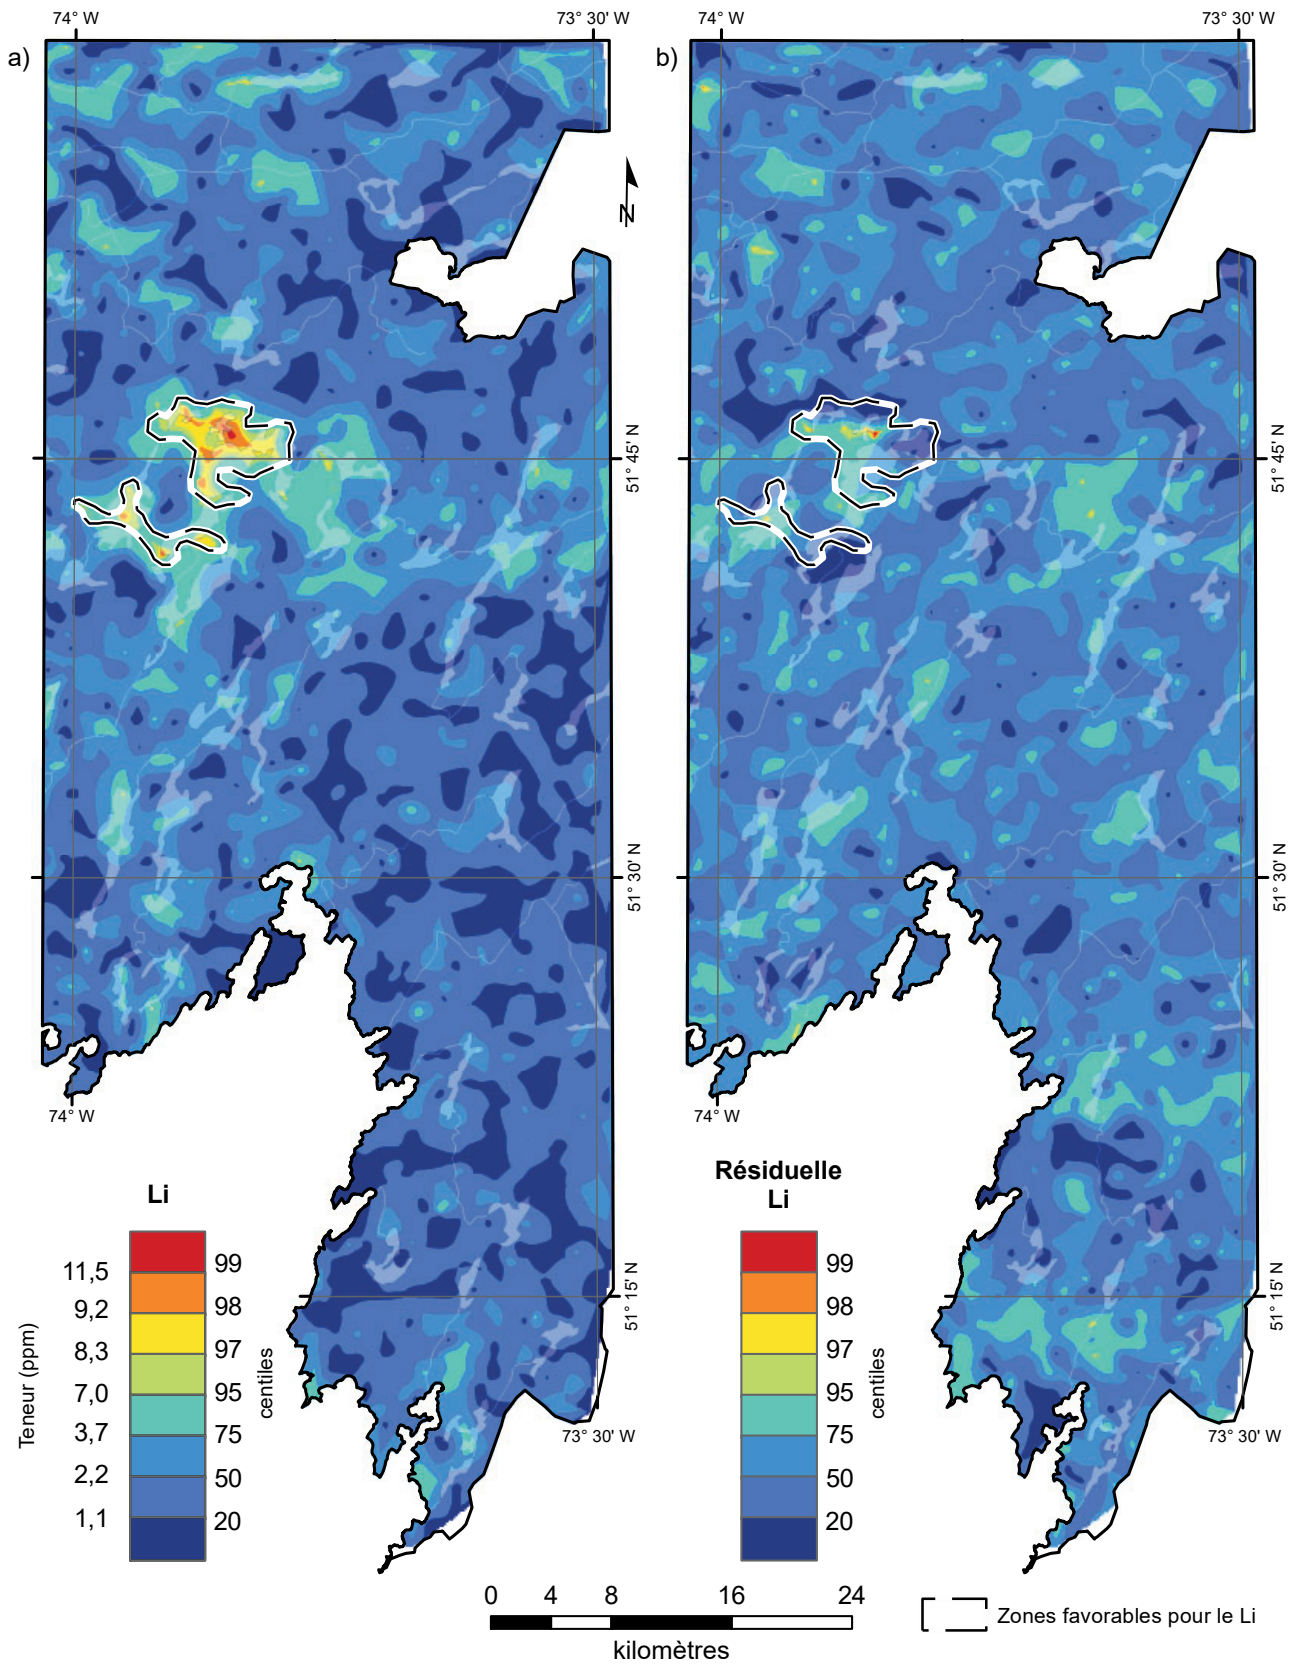 74° W
73° 30' W
74° W
73° 30' W
a)
b)
N
51° 45' N
51° 45' N
51° 30' N
51° 30' N
74° W
74° W
Li
Résiduelle
Li
51° 15' N
51° 15' N
Teneur (ppm)
11,5
9,2
8,3
7,0
3,7
2,2
1,1
99
98
97
95
75
50
20
centiles
99
98
97
95
75
50
20
centiles
73° 30' W
73° 30' W
0 4 8 16 24
kilomètres
Zones favorables pour le Li